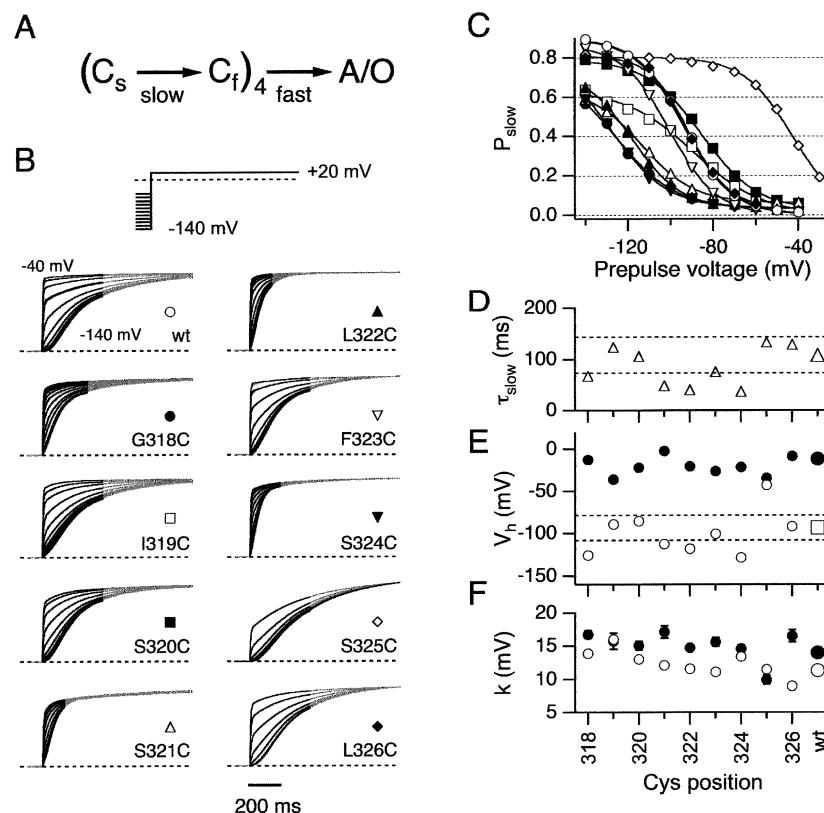 A
(Cs slow → Cf)4 fast → A/O
B
+20 mV
-140 mV
-40 mV
-140 mV
wt
L322C
G318C
F323C
I319C
S324C
S320C
S325C
S321C
L326C
200 ms
C
Pslow
0.8
0.6
0.4
0.2
0.0
-120
-80
-40
Prepulse voltage (mV)
D
τslow (ms)
200
100
0
E
Vh (mV)
0
-50
-100
-150
F
k (mV)
20
15
10
5
318
320
322
324
326
wt
Cys position